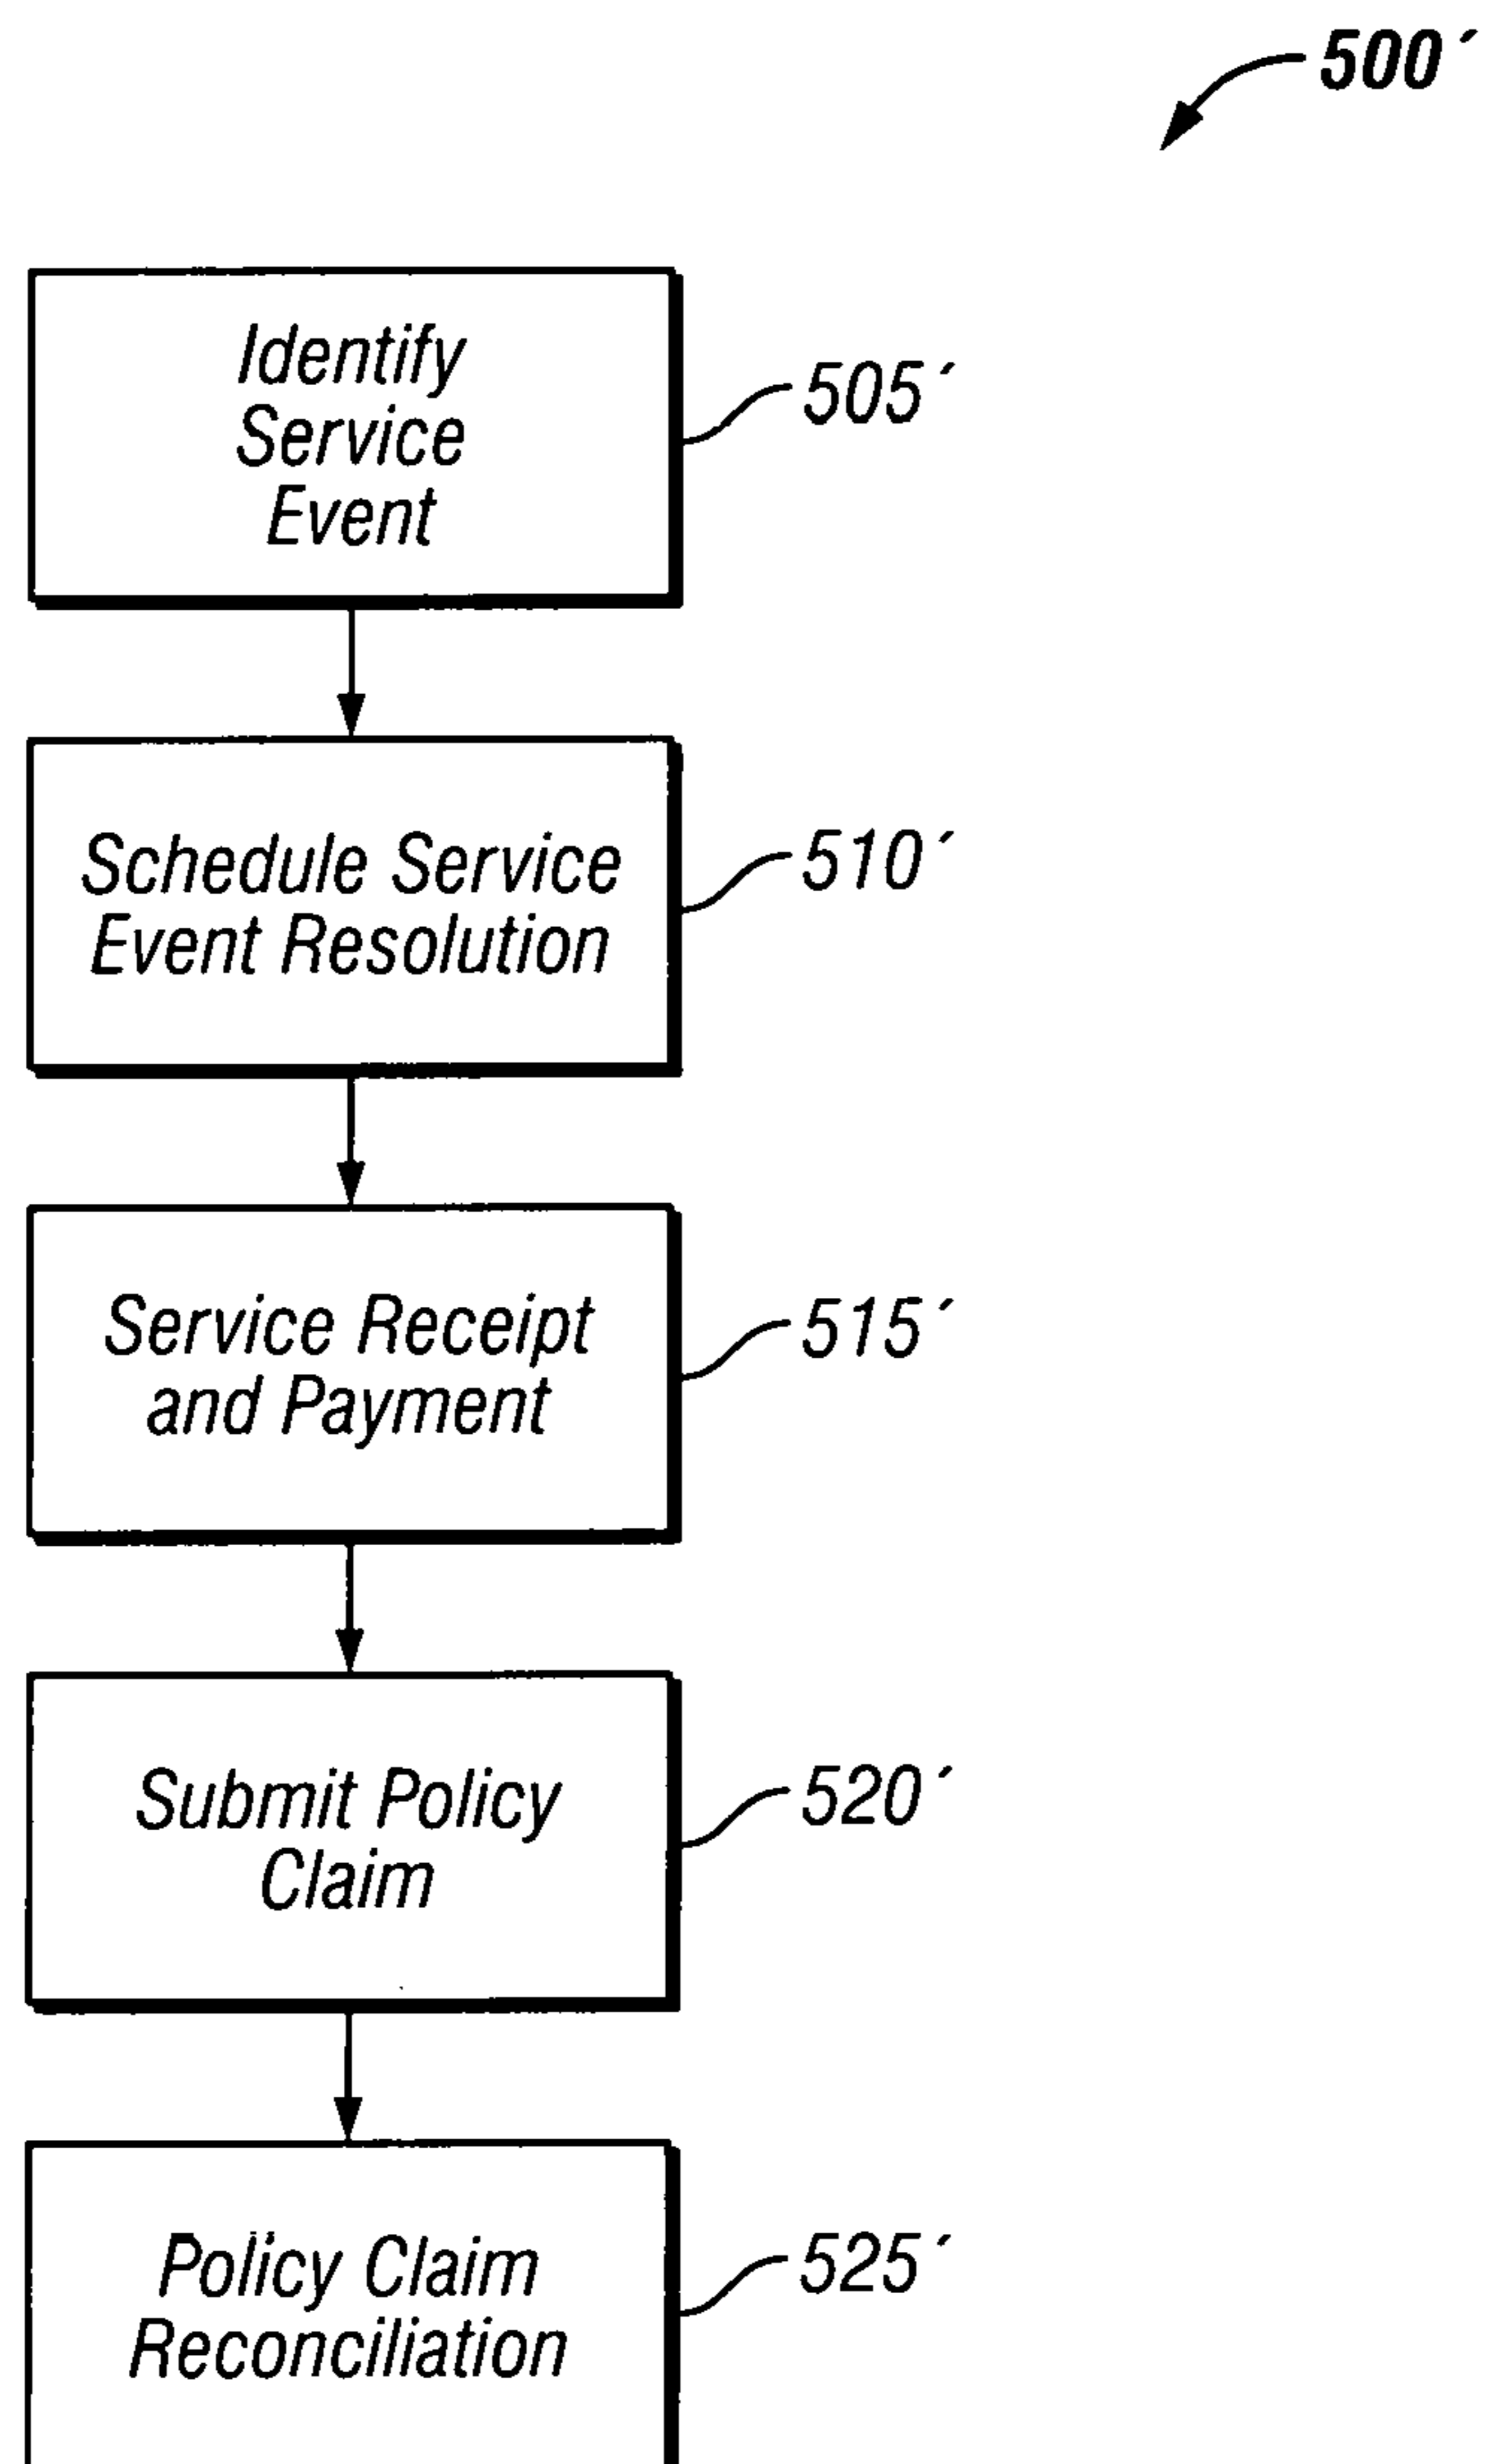 500´
Identify
Service
Event
505´
Schedule Service
Event Resolution
510´
Service Receipt
and Payment
515´
Submit Policy
Claim
520´
Policy Claim
Reconciliation
525´